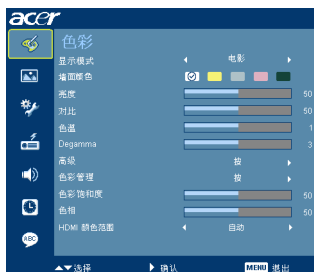 acer
色彩
显示模式 电影
墙面颜色
亮度 50
对比 50
色温 1
Degamma 3
高级 按
色彩管理 按
色彩饱和度 50
色相 50
HDMI 颜色范围 自动
ABC
选择 确认 MENU 退出